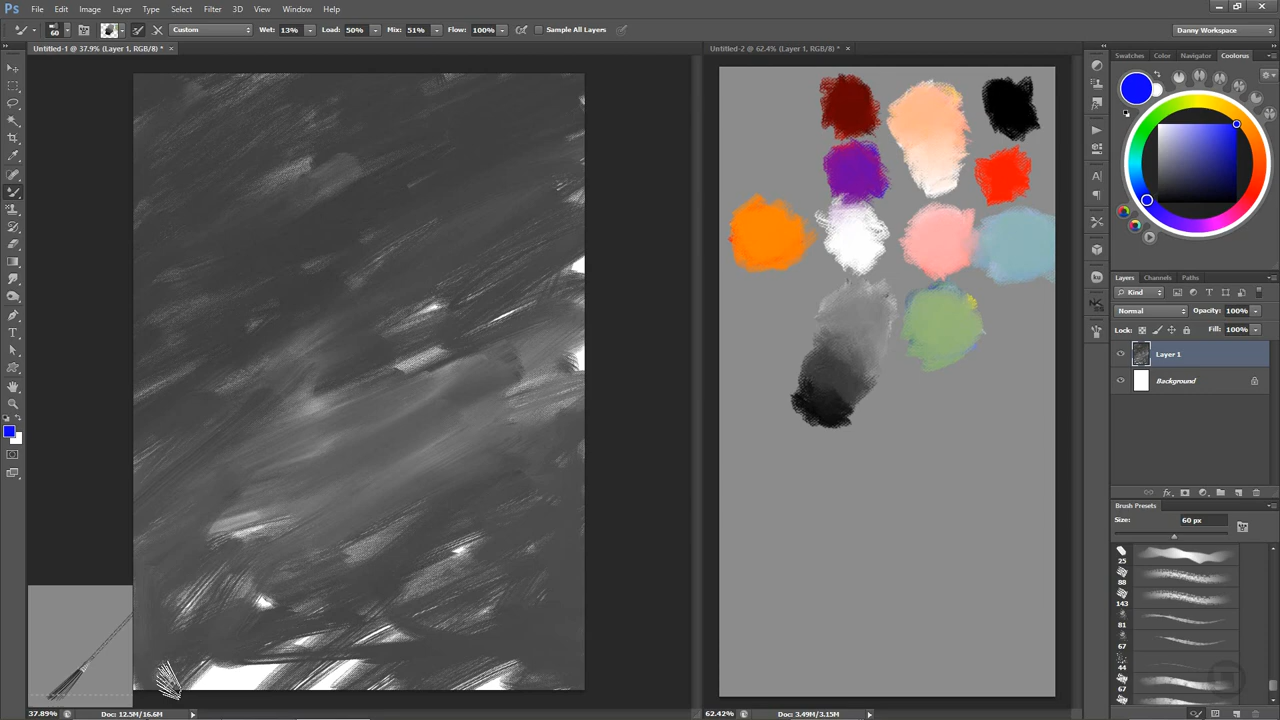 Ps File Edit Image Layer Type Select Filter 3D View Window Help
60 Custom Wet: 13% Load: 50% Mix: 51% Flow: 100% Sample All Layers Danny Workspace
Untitled-1 @ 37.9% (Layer 1, RGB/8) * × Untitled-2 @ 62.4% (Layer 1, RGB/8) * ×
Swatches Color Navigator Coolorus
Layers Channels Paths
Kind
Normal Opacity: 100%
Lock: Fill: 100%
Layer 1
Background
ku
Brush Presets
Size: 60 px
25
88
143
81
67
44
67
37.89% Doc: 12.5M/16.6M 62.42% Doc: 3.49M/3.15M